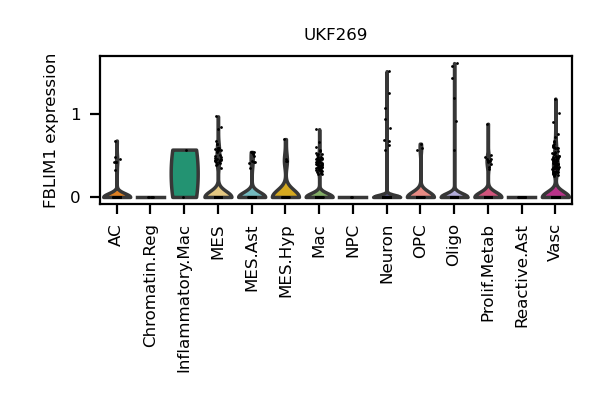 UKF269
FBLIM1 expression
1
0
AC
Chromatin.Reg
Inflammatory.Mac
MES
MES.Ast
MES.Hyp
Mac
NPC
Neuron
OPC
Oligo
Prolif.Metab
Reactive.Ast
Vasc